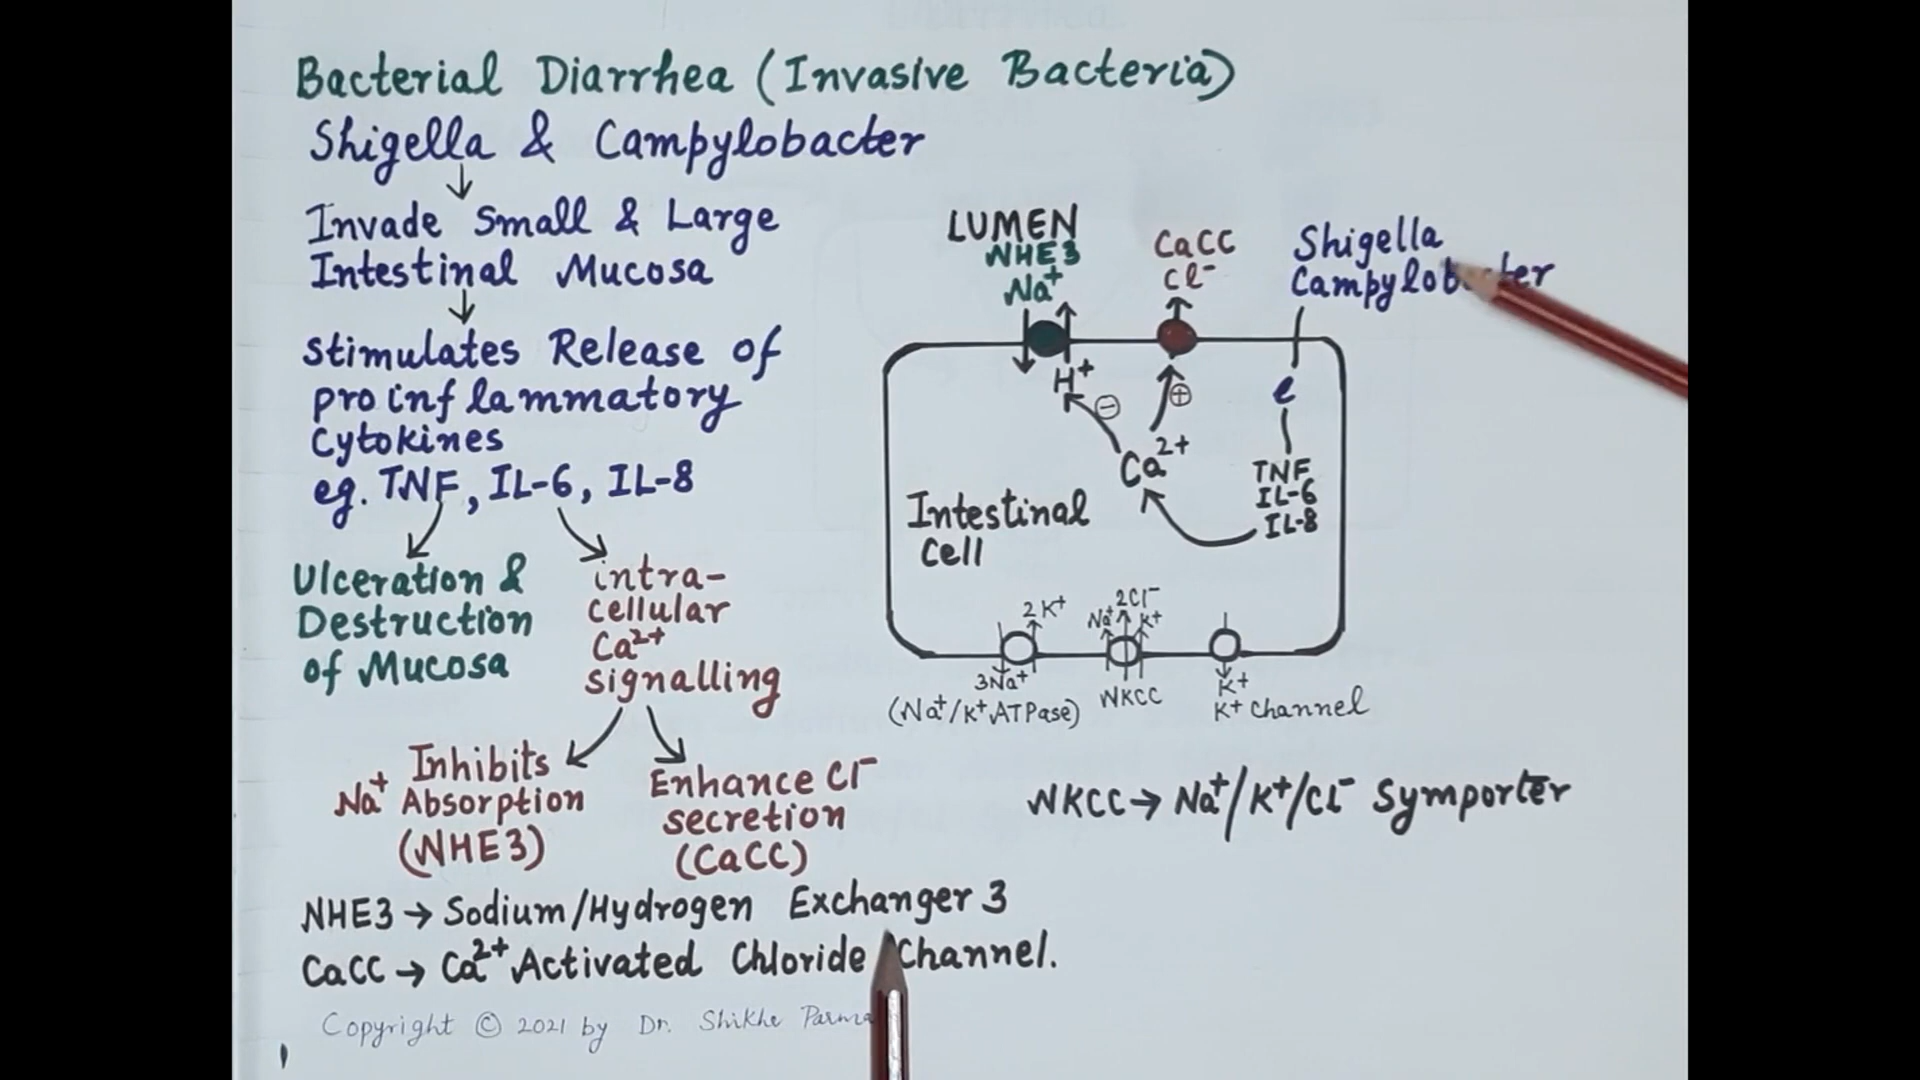 Bacterial Diarrhea (Invasive Bacteria)
Shigella & Campylobacter
↓
Invade Small & Large
Intestinal Mucosa
↓
Stimulates Release of
proinflammatory
Cytokines
eg. TNF, IL-6, IL-8
Ulceration &
Destruction
of Mucosa
intra-
cellular
Ca²⁺
signalling
Inhibits
Na⁺ Absorption
(NHE3)
Enhance Cl⁻
secretion
(CaCC)
NHE3 → Sodium/Hydrogen Exchanger 3
CaCC → Ca²⁺ Activated Chloride Channel.
Copyright © 2021 by Dr. Shikha
LUMEN
NHE3
Na⁺
CaCC
Cl⁻
Shigella
Campylobacter
H⁺
⊖
⊕
Ca²⁺
TNF
IL-6
IL-8
Intestinal
Cell
2K⁺
3Na⁺
(Na⁺/K⁺ ATPase)
2Cl⁻
Na⁺ K⁺
NKCC
K⁺
K⁺ Channel
NKCC → Na⁺/K⁺/Cl⁻ Symporter